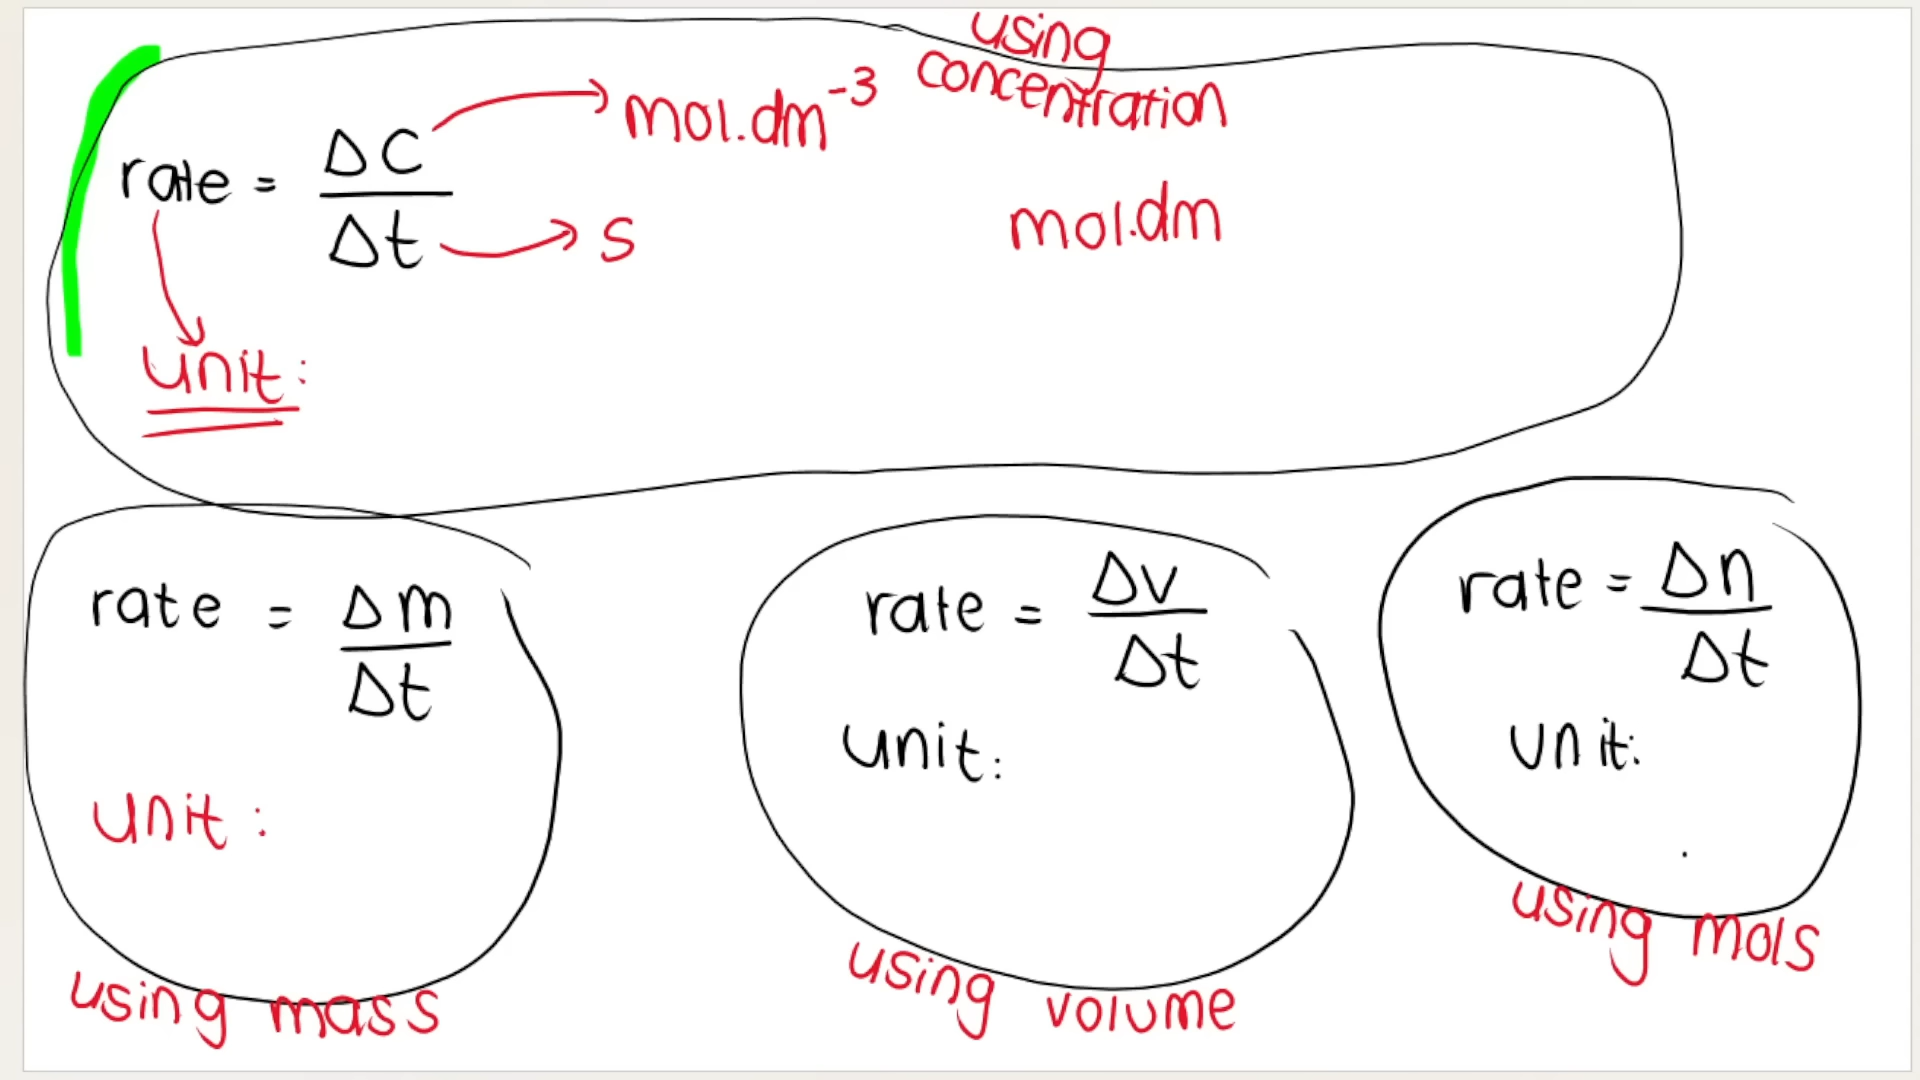 using
concentration
rate = Δc/Δt
mol.dm⁻³
s
mol.dm
unit:
rate = Δm/Δt
unit:
using mass
rate = Δv/Δt
unit:
using volume
rate = Δn/Δt
unit:
using mols